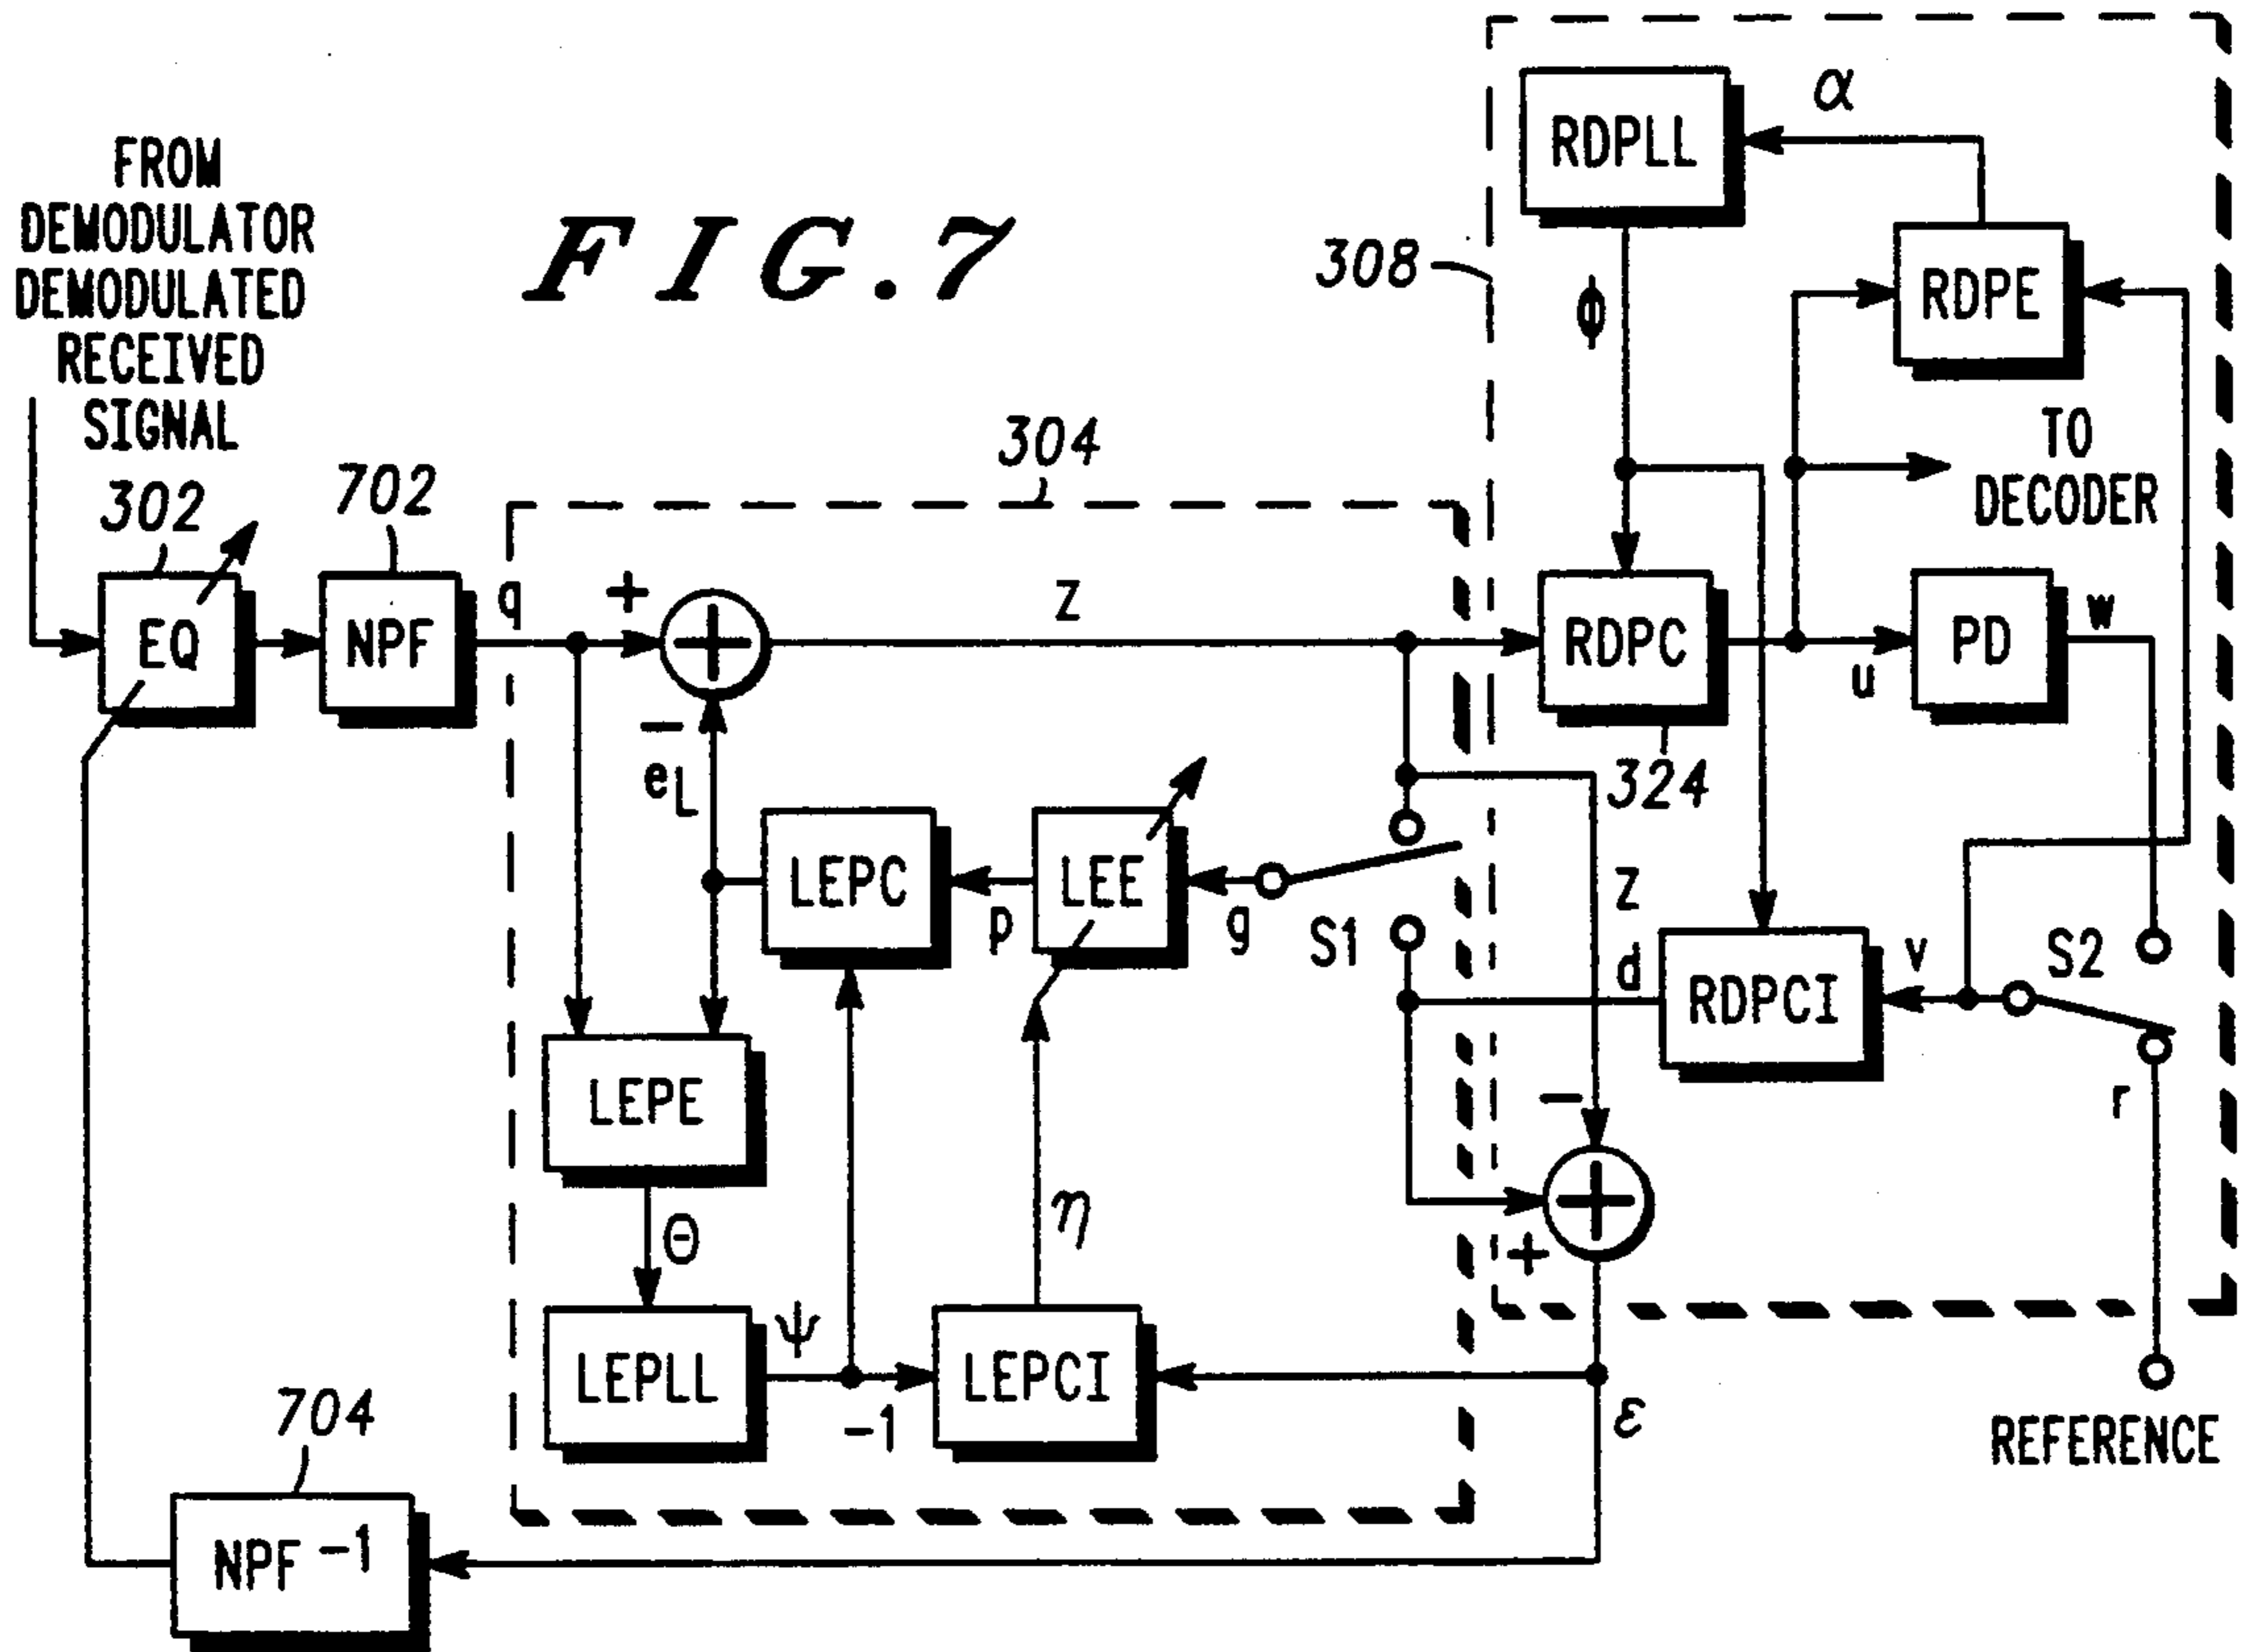 FROM
DEMODULATOR
DEMODULATED
RECEIVED
SIGNAL
FIG. 7
308
RDPLL
α
RDPE
ϕ
TO
DECODER
304
302
702
EQ
NPF
q
+
+
z
RDPC
324
u
PD
w
−
eL
LEPC
p
LEE
g
S1
z
d
RDPCI
v
S2
r
LEPE
−
+
+
θ
η
LEPLL
ψ
−1
LEPCI
ε
REFERENCE
704
NPF −1